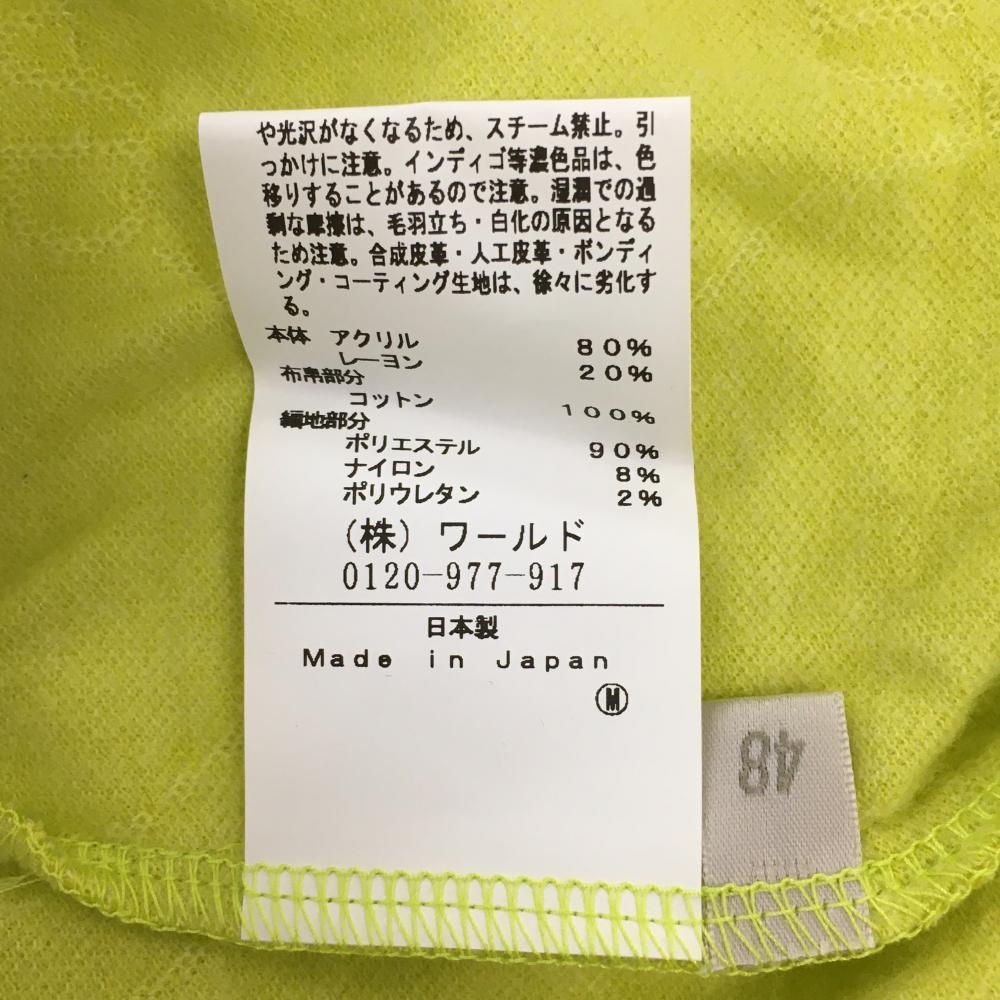 や光沢がなくなるため、スチーム禁止。引
っかけに注意。インディゴ等濃色品は、色
移りすることがあるので注意。湿潤での過
剰な摩擦は、毛羽立ち・白化の原因となる
ため注意。合成皮革・人工皮革・ボンディ
ング・コーティング生地は、徐々に劣化す
る。
本体 アクリル 80%
レーヨン 20%
布帛部分
コットン 100%
編地部分
ポリエステル 90%
ナイロン 8%
ポリウレタン 2%
(株) ワールド
0120-977-917
日本製
Made in Japan
M
48